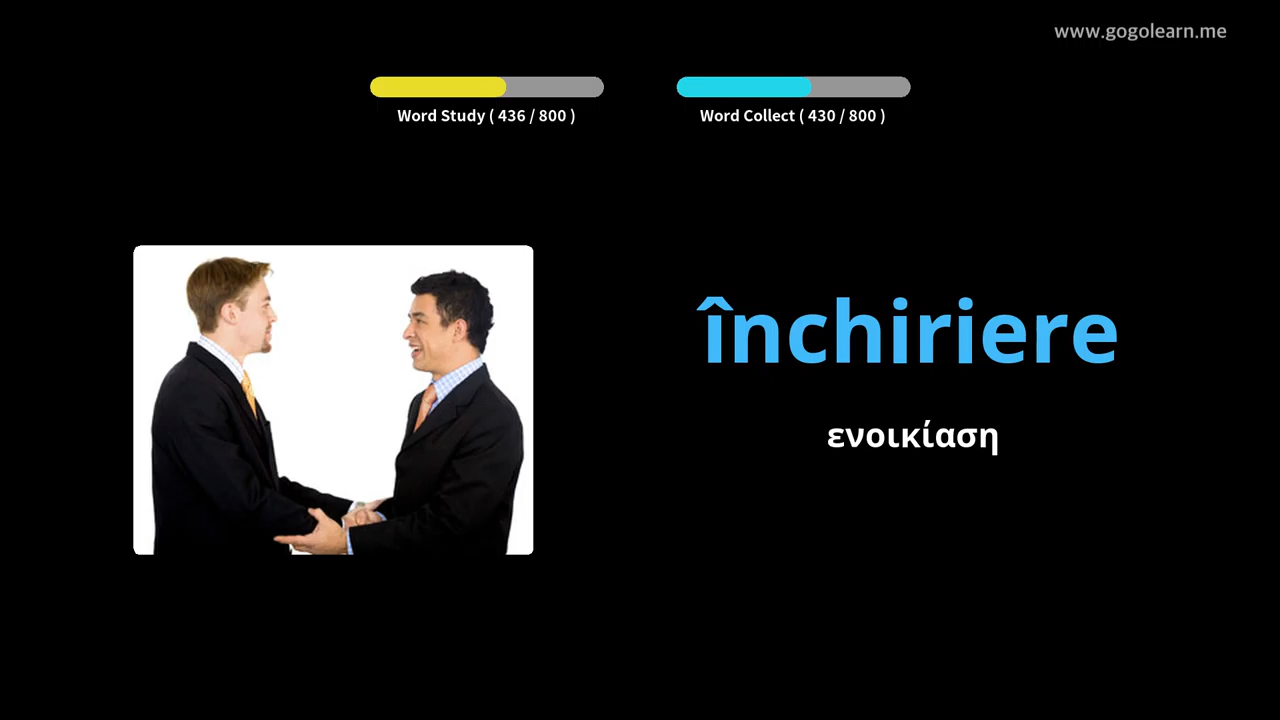 www.gogolearn.me
Word Study ( 436 / 800 )
Word Collect ( 430 / 800 )
închiriere
ενοικίαση